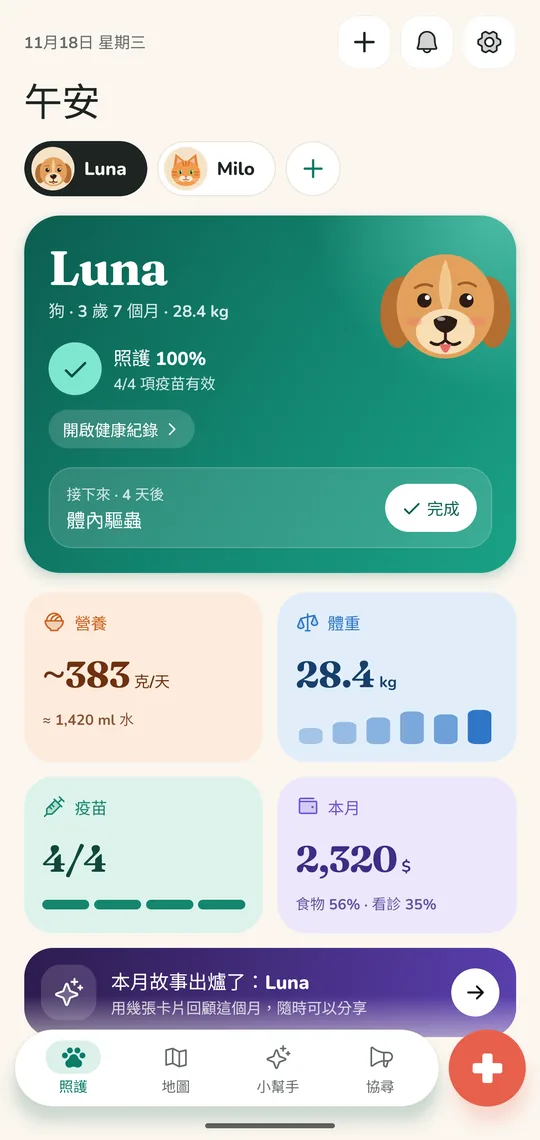 11月18日 星期三
午安
Luna
Milo
Luna
狗 · 3 歲 7 個月 · 28.4 kg
照護 100%
4/4 項疫苗有效
開啟健康紀錄
接下來 · 4 天後
體內驅蟲
完成
營養
~383 克/天
≈ 1,420 ml 水
體重
28.4 kg
疫苗
4/4
本月
2,320 $
食物 56% · 看診 35%
本月故事出爐了：Luna
用幾張卡片回顧這個月，隨時可以分享
照護
地圖
小幫手
協尋